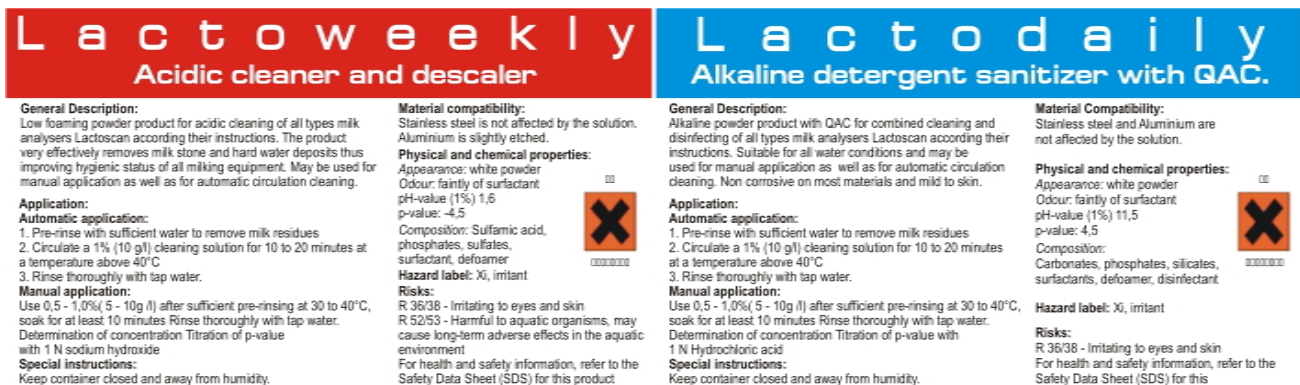 Lactoweekly
Acidic cleaner and descaler
General Description:
Low foaming powder product for acidic cleaning of all types milk
analysers Lactoscan according their instructions. The product
very effectively removes milk stone and hard water deposits thus
improving hygienic status of all milking equipment. May be used for
manual application as well as for automatic circulation cleaning.
Application:
Automatic application:
1. Pre-rinse with sufficient water to remove milk residues
2. Circulate a 1% (10 g/l) cleaning solution for 10 to 20 minutes at
a temperature above 40°C
3. Rinse thoroughly with tap water.
Manual application:
Use 0,5 - 1,0%( 5 - 10g /l) after sufficient pre-rinsing at 30 to 40°C,
soak for at least 10 minutes Rinse thoroughly with tap water.
Determination of concentration Titration of p-value
with 1 N sodium hydroxide
Special instructions:
Keep container closed and away from humidity.
Material compatibility:
Stainless steel is not affected by the solution.
Aluminium is slightly etched.
Physical and chemical properties:
Appearance: white powder
Odour: faintly of surfactant
pH-value (1%) 1,6
p-value: -4,5
Composition: Sulfamic acid,
phosphates, sulfates,
surfactant, defoamer
Hazard label: Xi, irritant
Risks:
R 36/38 - Irritating to eyes and skin
R 52/53 - Harmful to aquatic organisms, may
cause long-term adverse effects in the aquatic
environment
For health and safety information, refer to the
Safety Data Sheet (SDS) for this product
Lactodaily
Alkaline detergent sanitizer with QAC.
General Description:
Alkaline powder product with QAC for combined cleaning and
disinfecting of all types milk analysers Lactoscan according their
instructions. Suitable for all water conditions and may be
used for manual application as well as for automatic circulation
cleaning. Non corrosive on most materials and mild to skin.
Application:
Automatic application:
1. Pre-rinse with sufficient water to remove milk residues
2. Circulate a 1% (10 g/l) cleaning solution for 10 to 20 minutes
at a temperature above 40°C
3. Rinse thoroughly with tap water.
Manual application:
Use 0,5 - 1,0%( 5 - 10g /l) after sufficient pre-rinsing at 30 to 40°C,
soak for at least 10 minutes Rinse thoroughly with tap water.
Determination of concentration Titration of p-value with
1 N Hydrochloric acid
Special instructions:
Keep container closed and away from humidity.
Material Compatibility:
Stainless steel and Aluminium are
not affected by the solution.
Physical and chemical properties:
Appearance: white powder
Odour: faintly of surfactant
pH-value (1%) 11,5
p-value: 4,5
Composition:
Carbonates, phosphates, silicates,
surfactants, defoamer, disinfectant
Hazard label: Xi, irritant
Risks:
R 36/38 - Irritating to eyes and skin
For health and safety information, refer to the
Safety Data Sheet (SDS) for this